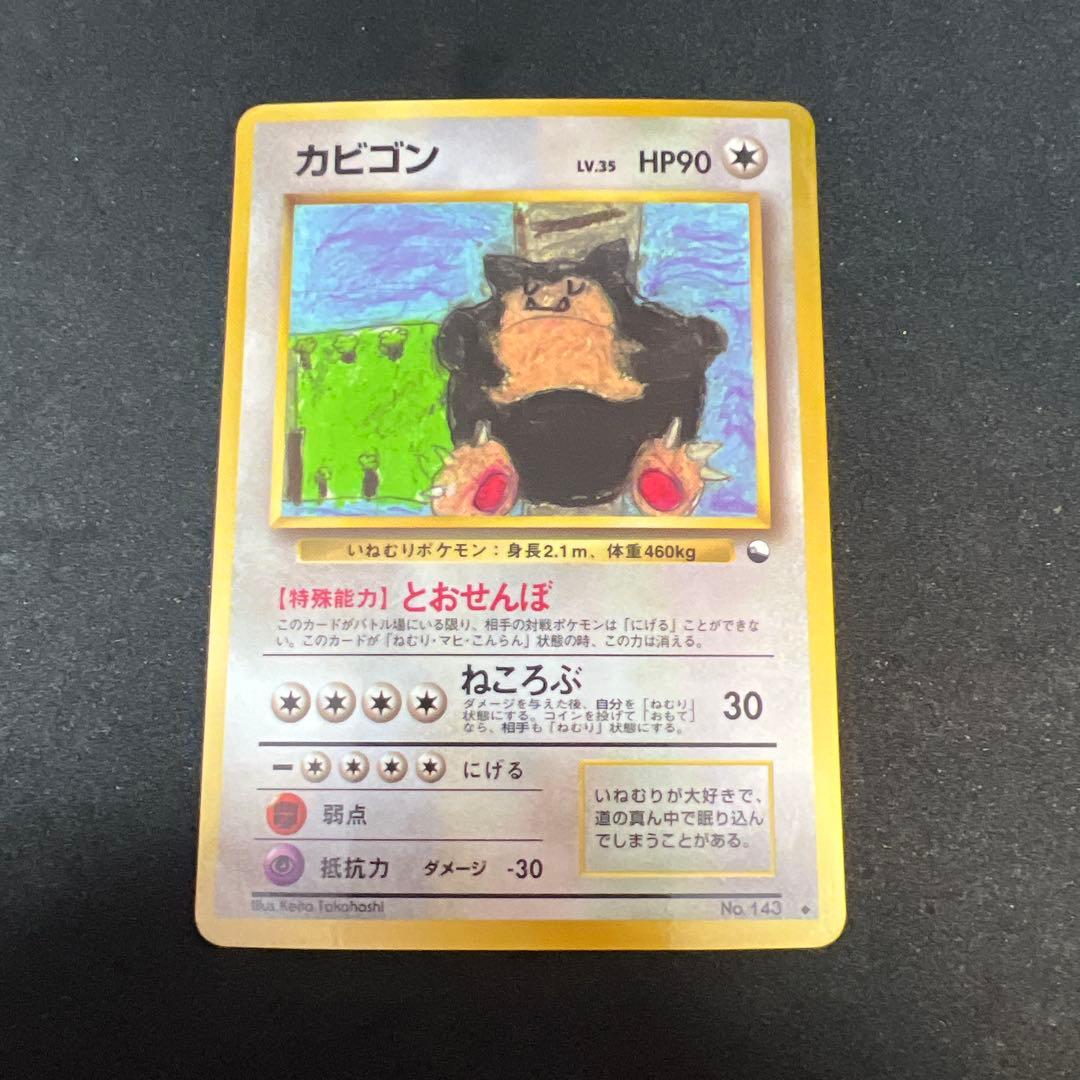 カビゴン LV.35 HP90
いねむりポケモン：身長2.1m、体重460kg
【特殊能力】とおせんぼ
このカードがバトル場にいる限り、相手の対戦ポケモンは「にげる」ことができな
い。このカードが「ねむり・マヒ・こんらん」状態の時、この力は消える。
ねころぶ
ダメージを与えた後、自分を「ねむり」
状態にする。コインを投げて「おもて」
なら、相手も「ねむり」状態にする。
30
ー にげる
弱点
抵抗力 ダメージ -30
いねむりが大好きで、
道の真ん中で眠り込ん
でしまうことがある。
Illus. Keita Takahashi No. 143